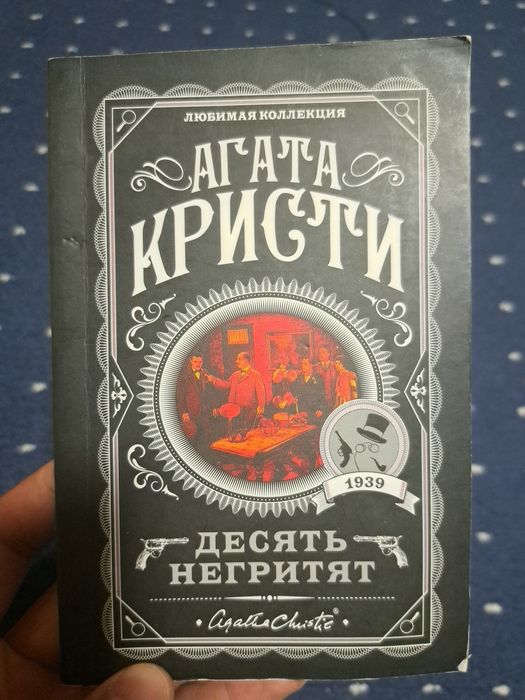 ЛЮБИМАЯ КОЛЛЕКЦИЯ
АГАТА
КРИСТИ
1939
ДЕСЯТЬ
НЕГРИТЯТ
Agatha Christie®